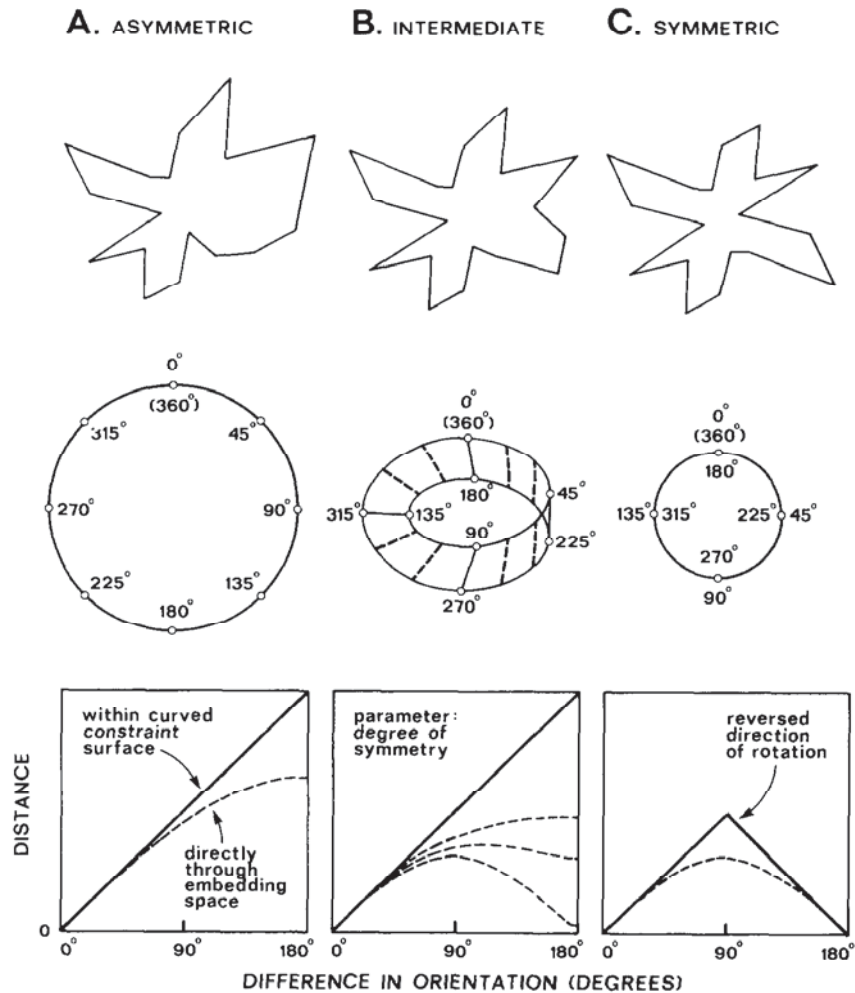 A. ASYMMETRIC
B. INTERMEDIATE
C. SYMMETRIC
0°
(360°)
315°
45°
270°
90°
225°
135°
180°
0°
(360°)
180°
45°
315°
135°
90°
225°
270°
0°
(360°)
180°
135°
315°
225°
45°
270°
90°
within curved
constraint
surface
directly
through
embedding
space
parameter:
degree of
symmetry
reversed
direction
of rotation
DISTANCE
0
0°
90°
180°
0°
90°
180°
0°
90°
180°
DIFFERENCE IN ORIENTATION (DEGREES)